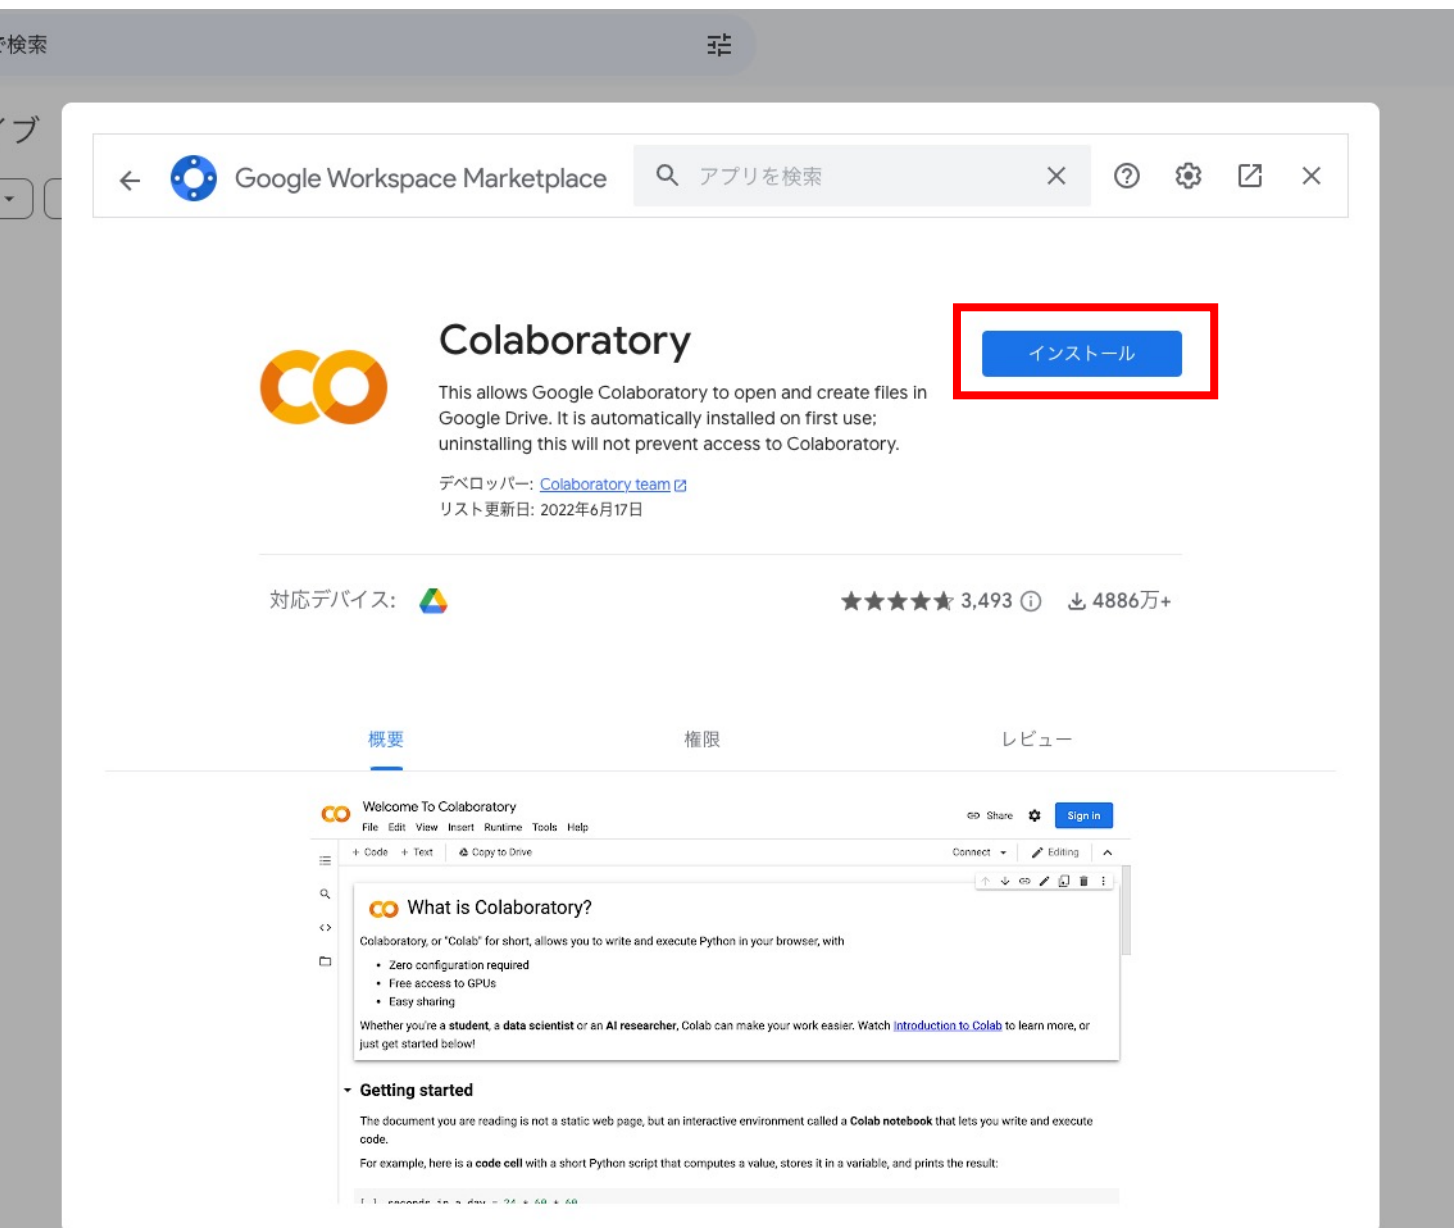 で検索
イブ
Google Workspace Marketplace
アプリを検索
Colaboratory
インストール
This allows Google Colaboratory to open and create files in
Google Drive. It is automatically installed on first use;
uninstalling this will not prevent access to Colaboratory.
デベロッパー: Colaboratory team
リスト更新日: 2022年6月17日
対応デバイス:
3,493
4886万+
概要
権限
レビュー
Welcome To Colaboratory
File Edit View Insert Runtime Tools Help
Share
Sign in
+ Code + Text Copy to Drive
Connect
Editing
What is Colaboratory?
Colaboratory, or "Colab" for short, allows you to write and execute Python in your browser, with
• Zero configuration required
• Free access to GPUs
• Easy sharing
Whether you're a student, a data scientist or an AI researcher, Colab can make your work easier. Watch Introduction to Colab to learn more, or
just get started below!
Getting started
The document you are reading is not a static web page, but an interactive environment called a Colab notebook that lets you write and execute
code.
For example, here is a code cell with a short Python script that computes a value, stores it in a variable, and prints the result:
[ ] seconds in a day = 24 * 60 * 60